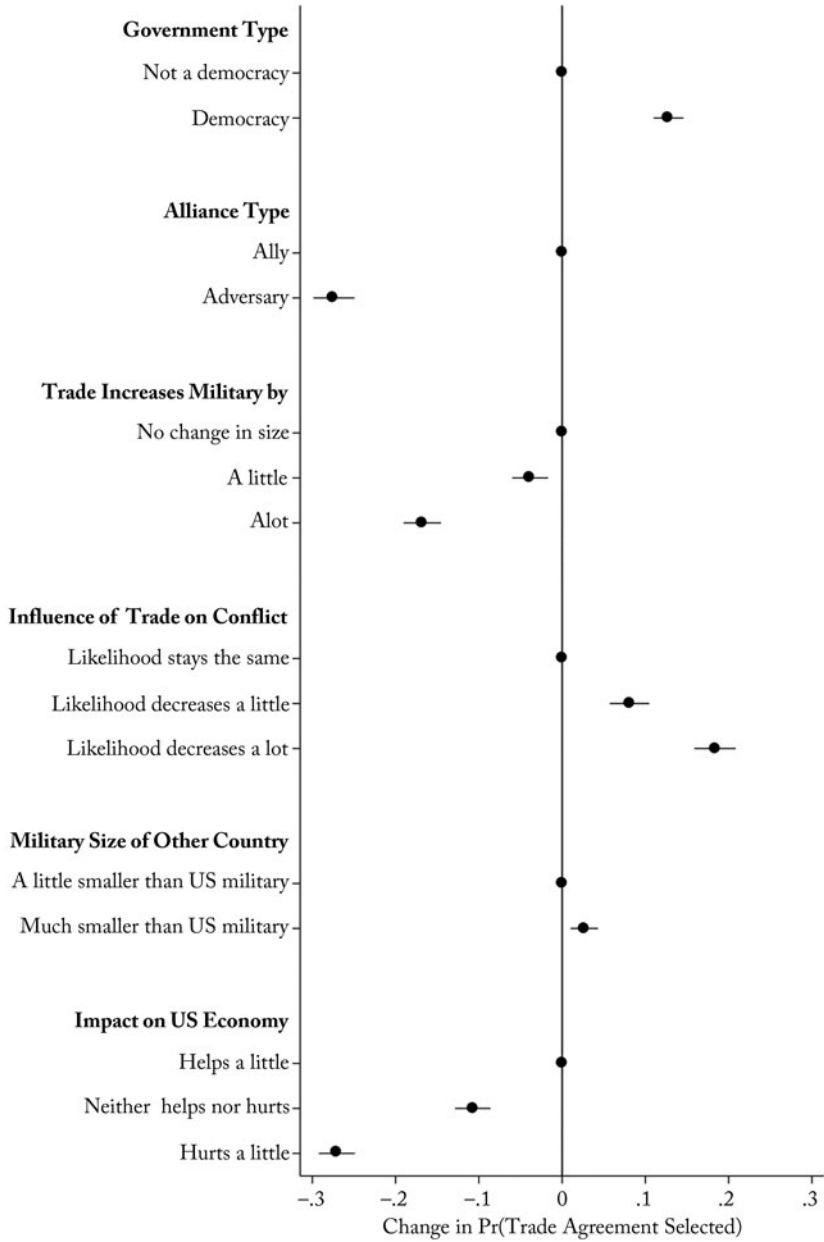 Government Type
Not a democracy
Democracy
Alliance Type
Ally
Adversary
Trade Increases Military by
No change in size
A little
Alot
Influence of Trade on Conflict
Likelihood stays the same
Likelihood decreases a little
Likelihood decreases a lot
Military Size of Other Country
A little smaller than US military
Much smaller than US military
Impact on US Economy
Helps a little
Neither helps nor hurts
Hurts a little
–.3 –.2 –.1 0 .1 .2 .3
Change in Pr(Trade Agreement Selected)